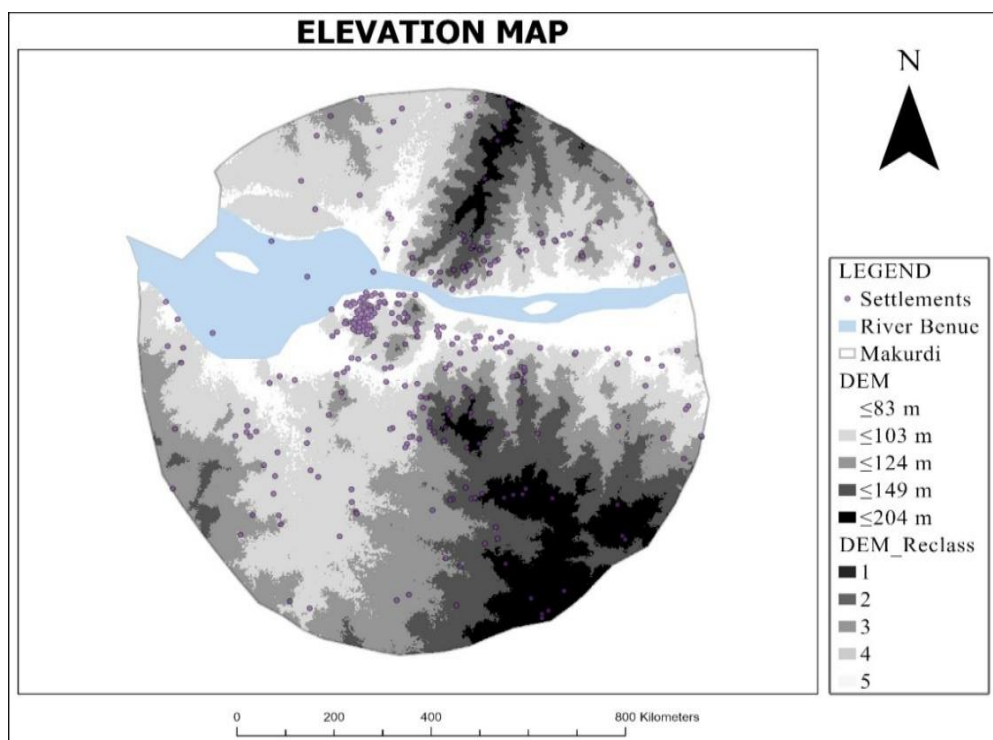 ELEVATION MAP
N
LEGEND
Settlements
River Benue
Makurdi
DEM
≤83 m
≤103 m
≤124 m
≤149 m
≤204 m
DEM_Reclass
1
2
3
4
5
0 200 400 800 Kilometers